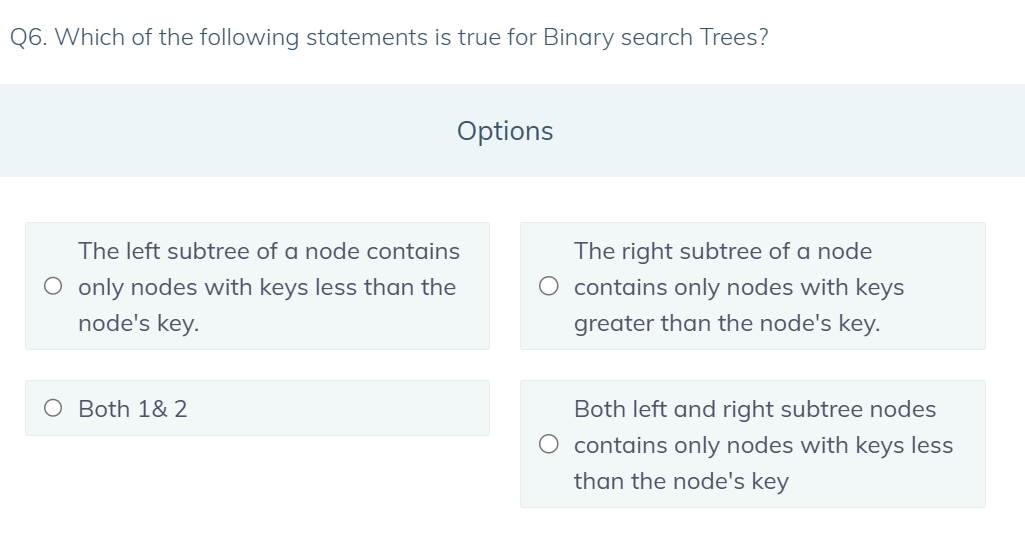 Q6. Which of the following statements is true for Binary search Trees?
Options
The left subtree of a node contains
only nodes with keys less than the
node's key.
The right subtree of a node
contains only nodes with keys
greater than the node's key.
Both 1& 2
Both left and right subtree nodes
contains only nodes with keys less
than the node's key